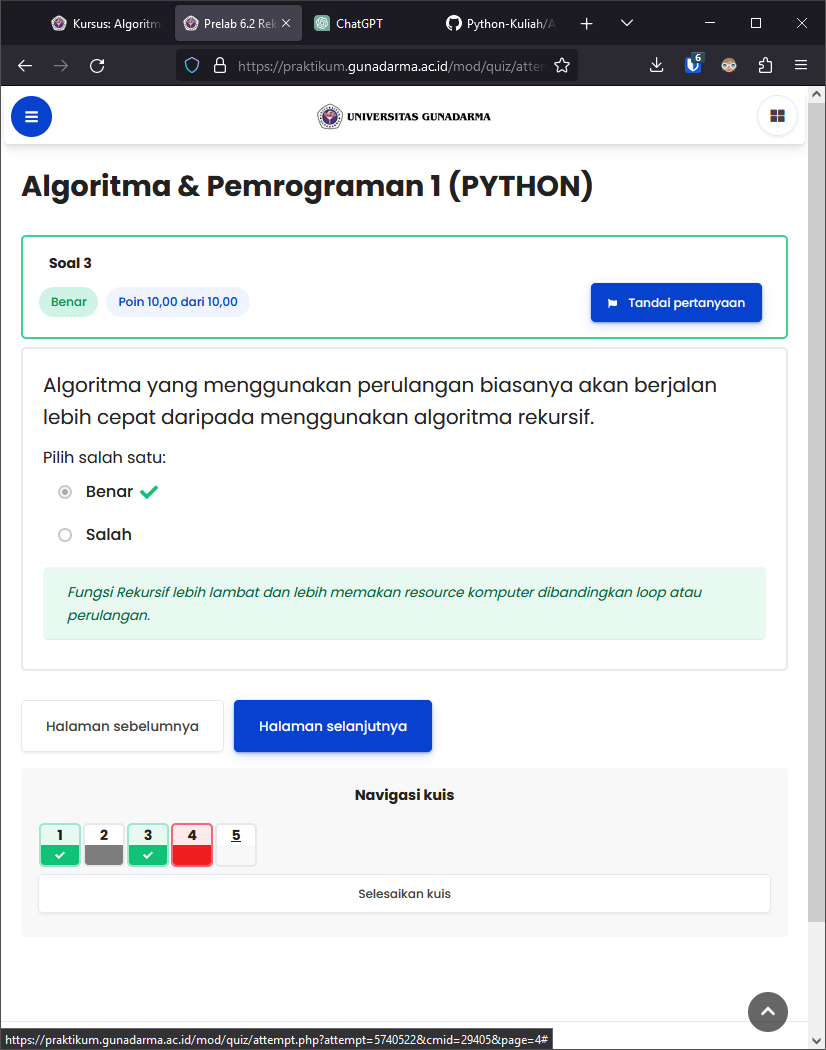 Kursus: Algoritm
Prelab 6.2 Rek
ChatGPT
Python-Kuliah/A
https://praktikum.gunadarma.ac.id/mod/quiz/atten
6
UNIVERSITAS GUNADARMA
Algoritma & Pemrograman 1 (PYTHON)
Soal 3
Benar
Poin 10,00 dari 10,00
Tandai pertanyaan
Algoritma yang menggunakan perulangan biasanya akan berjalan
lebih cepat daripada menggunakan algoritma rekursif.
Pilih salah satu:
Benar
Salah
Fungsi Rekursif lebih lambat dan lebih memakan resource komputer dibandingkan loop atau
perulangan.
Halaman sebelumnya
Halaman selanjutnya
Navigasi kuis
1 2 3 4 5
Selesaikan kuis
https://praktikum.gunadarma.ac.id/mod/quiz/attempt.php?attempt=5740522&cmid=29405&page=4#